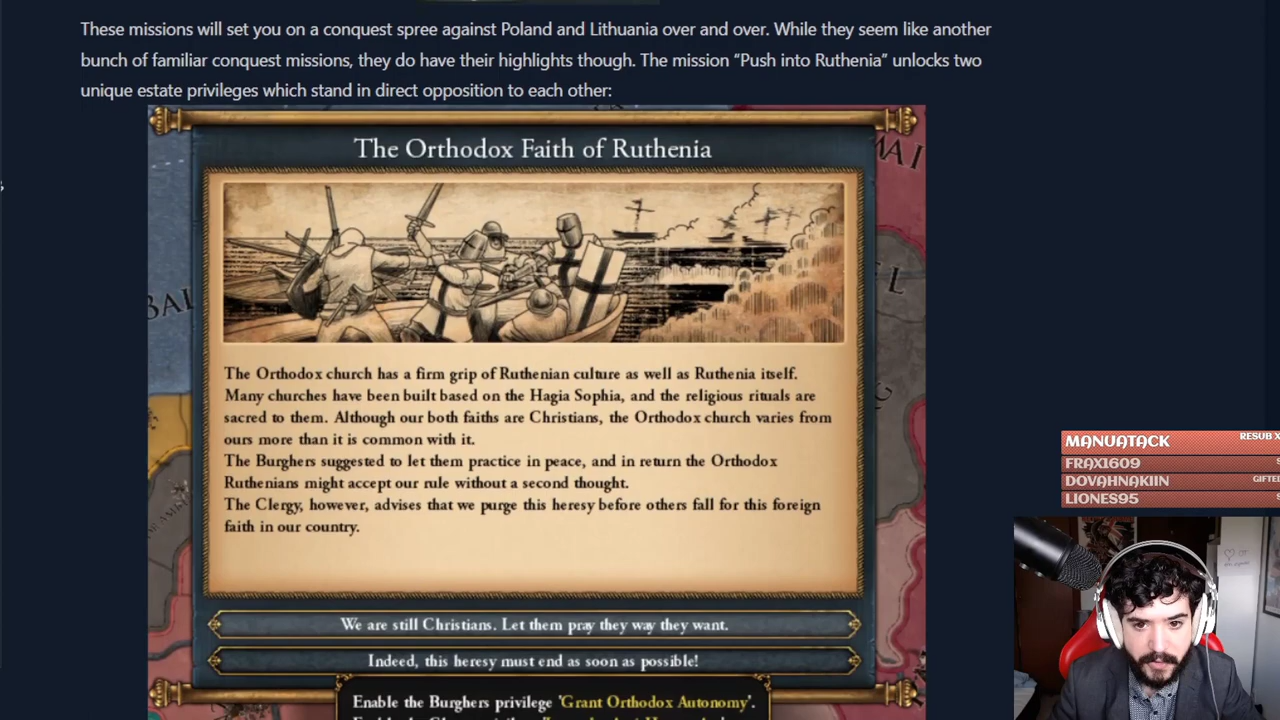 These missions will set you on a conquest spree against Poland and Lithuania over and over. While they seem like another
bunch of familiar conquest missions, they do have their highlights though. The mission “Push into Ruthenia” unlocks two
unique estate privileges which stand in direct opposition to each other:
The Orthodox Faith of Ruthenia
MAI
BAL
EL
The Orthodox church has a firm grip of Ruthenian culture as well as Ruthenia itself.
Many churches have been built based on the Hagia Sophia, and the religious rituals are
sacred to them. Although our both faiths are Christians, the Orthodox church varies from
ours more than it is common with it.
The Burghers suggested to let them practice in peace, and in return the Orthodox
Ruthenians might accept our rule without a second thought.
The Clergy, however, advises that we purge this heresy before others fall for this foreign
faith in our country.
MANUATACK RESUB X
FRAX1609
DOVAHNAKIIN GIFTED
LIONES95
We are still Christians. Let them pray they way they want.
Indeed, this heresy must end as soon as possible!
Enable the Burghers privilege 'Grant Orthodox Autonomy'.